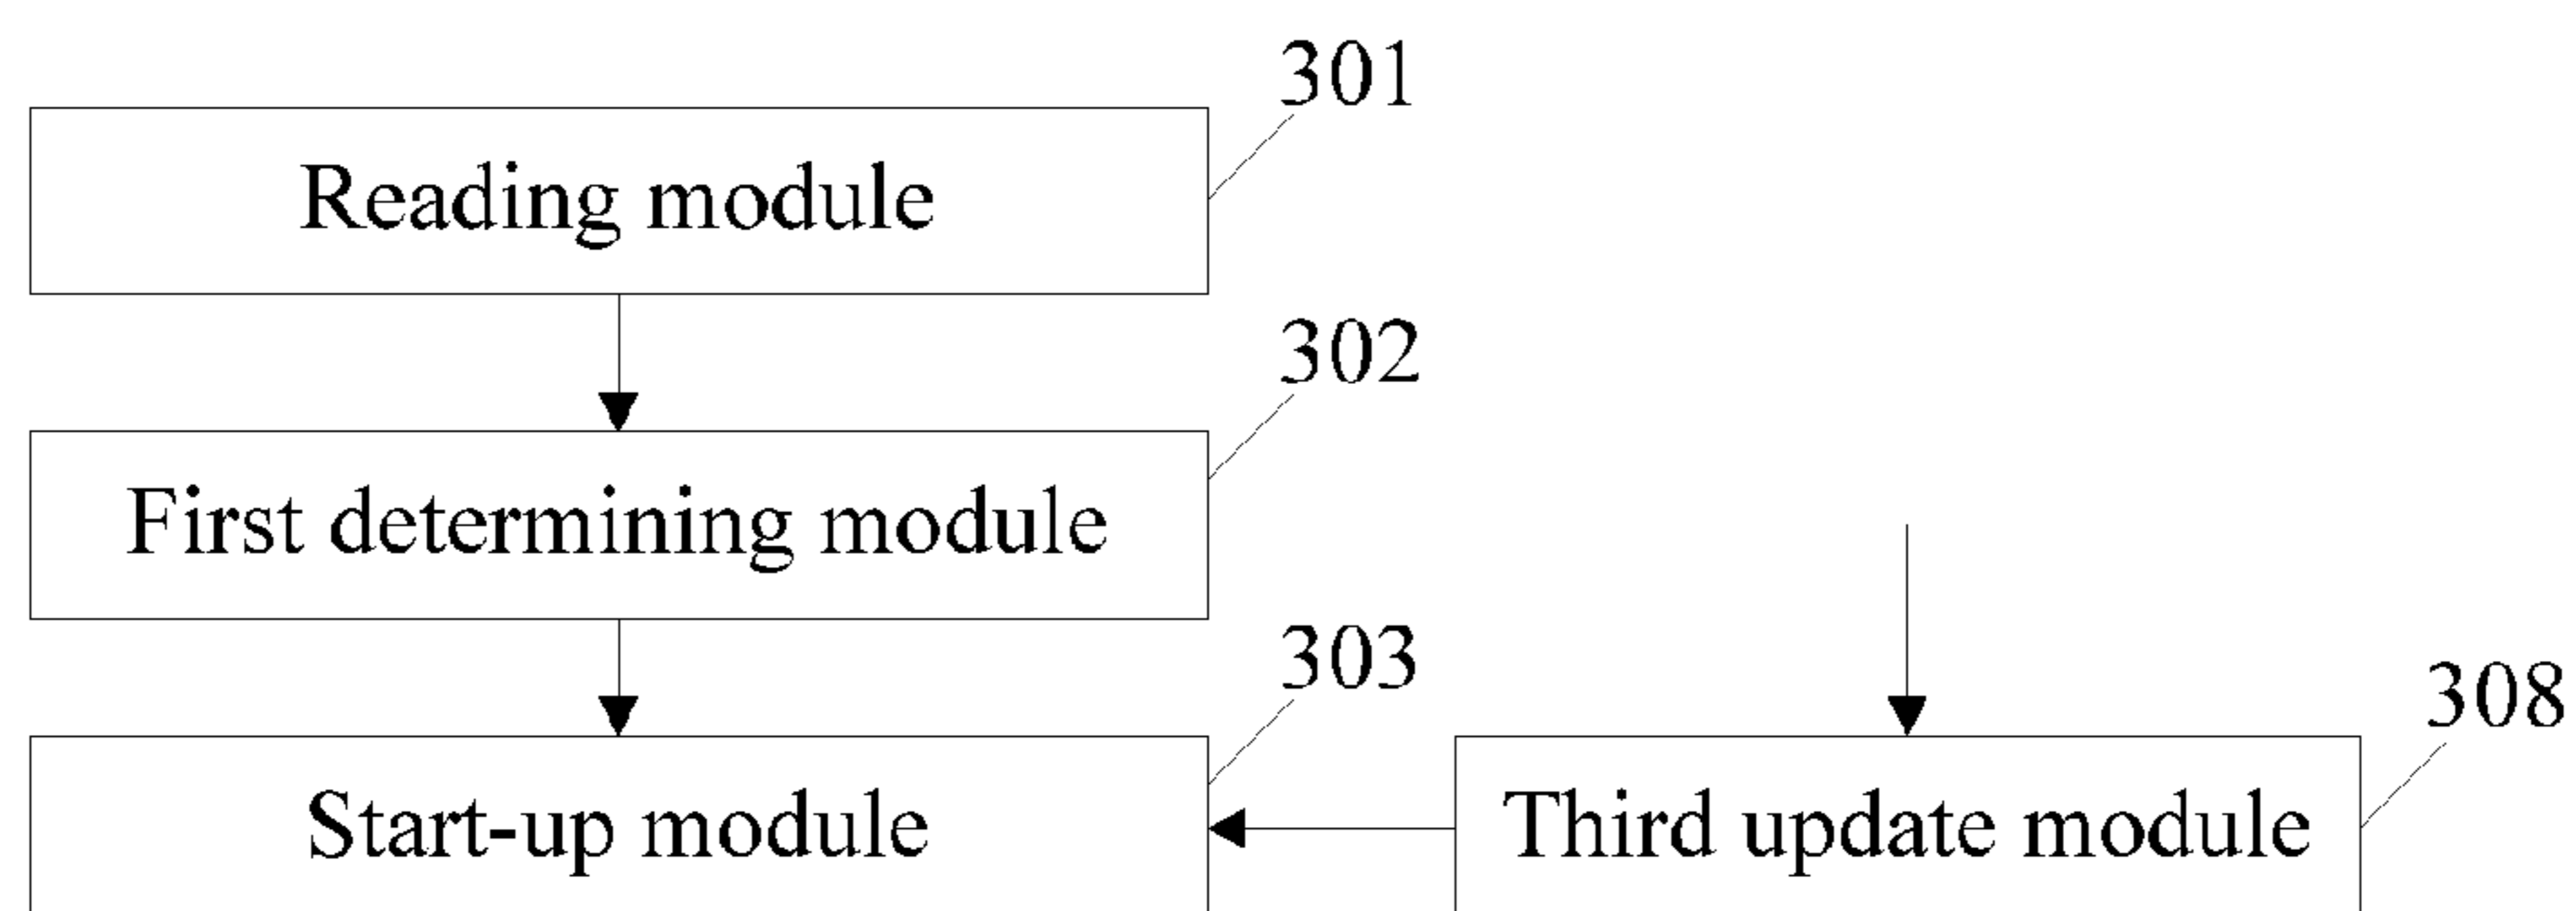 301
Reading module
302
First determining module
303
Start-up module
308
Third update module